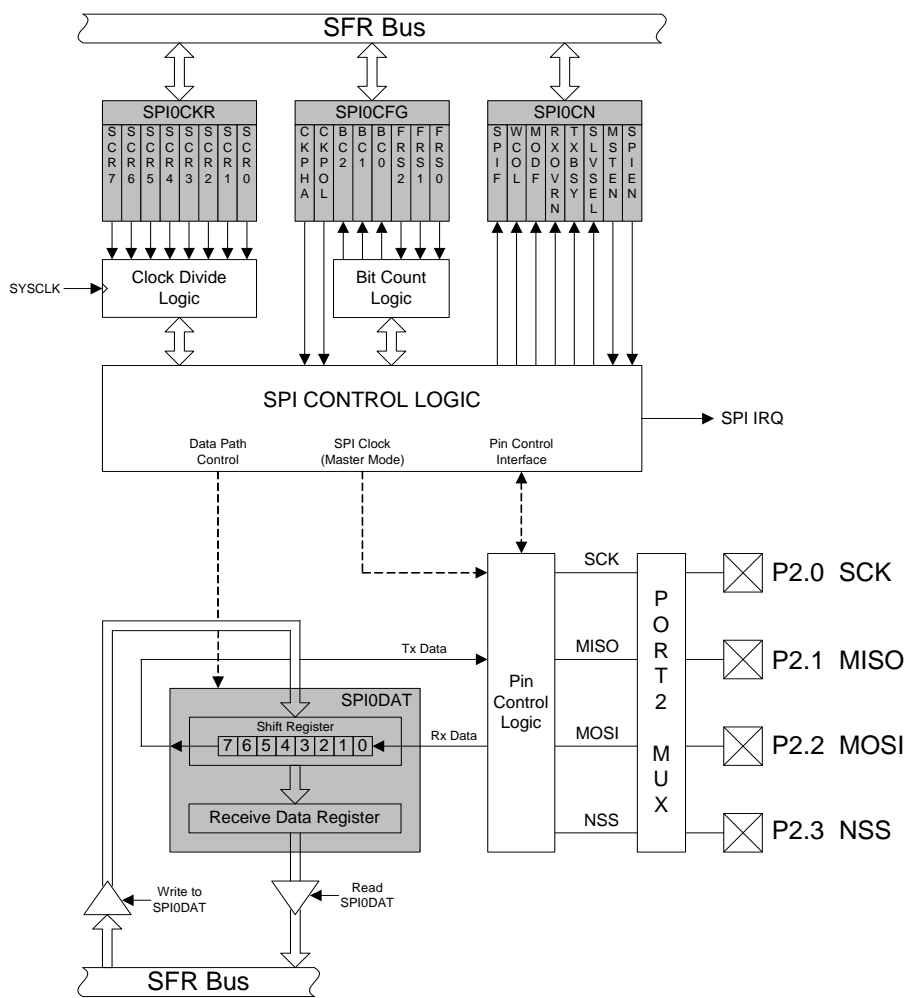 SFR Bus
SPI0CKR
SCR7
SCR6
SCR5
SCR4
SCR3
SCR2
SCR1
SCR0
SPI0CFG
CKPHA
CKPOL
BC2
BC1
BC0
FRS2
FRS1
FRS0
SPI0CN
SPIF
WCOL
MODF
RXOVRN
TXBSY
SLVSEL
MSTEN
SPIEN
SYSCLK
Clock Divide
Logic
Bit Count
Logic
SPI CONTROL LOGIC
SPI IRQ
Data Path
Control
SPI Clock
(Master Mode)
Pin Control
Interface
SCK
MISO
MOSI
NSS
Pin
Control
Logic
PORT2 MUX
P2.0 SCK
P2.1 MISO
P2.2 MOSI
P2.3 NSS
Tx Data
SPI0DAT
Shift Register
7 6 5 4 3 2 1 0
Rx Data
Receive Data Register
Write to
SPI0DAT
Read
SPI0DAT
SFR Bus